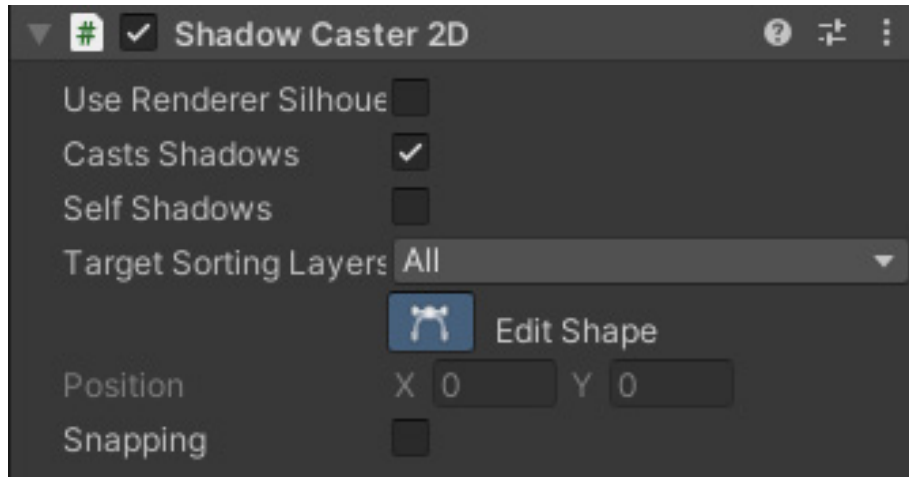 # Shadow Caster 2D
Use Renderer Silhoue
Casts Shadows
Self Shadows
Target Sorting Layers All
Edit Shape
Position X 0 Y 0
Snapping